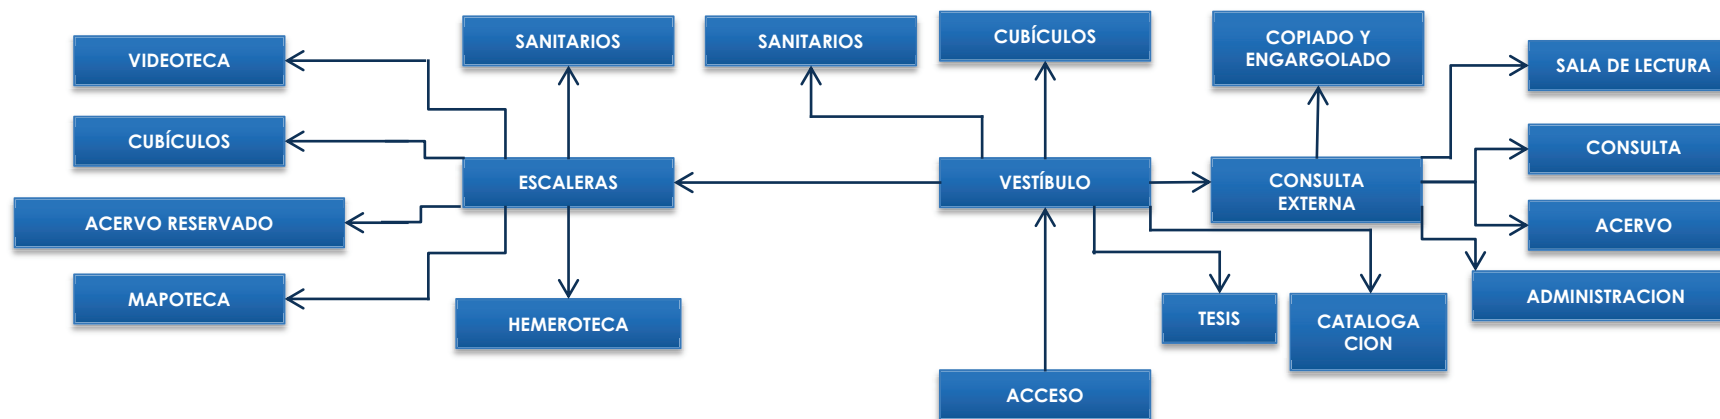 VIDEOTECA
SANITARIOS
SANITARIOS
CUBÍCULOS
COPIADO Y
ENGARGOLADO
SALA DE LECTURA
CUBÍCULOS
CONSULTA
ESCALERAS
VESTÍBULO
CONSULTA
EXTERNA
ACERVO RESERVADO
ACERVO
MAPOTECA
HEMEROTECA
TESIS
CATALOGA
CION
ADMINISTRACION
ACCESO